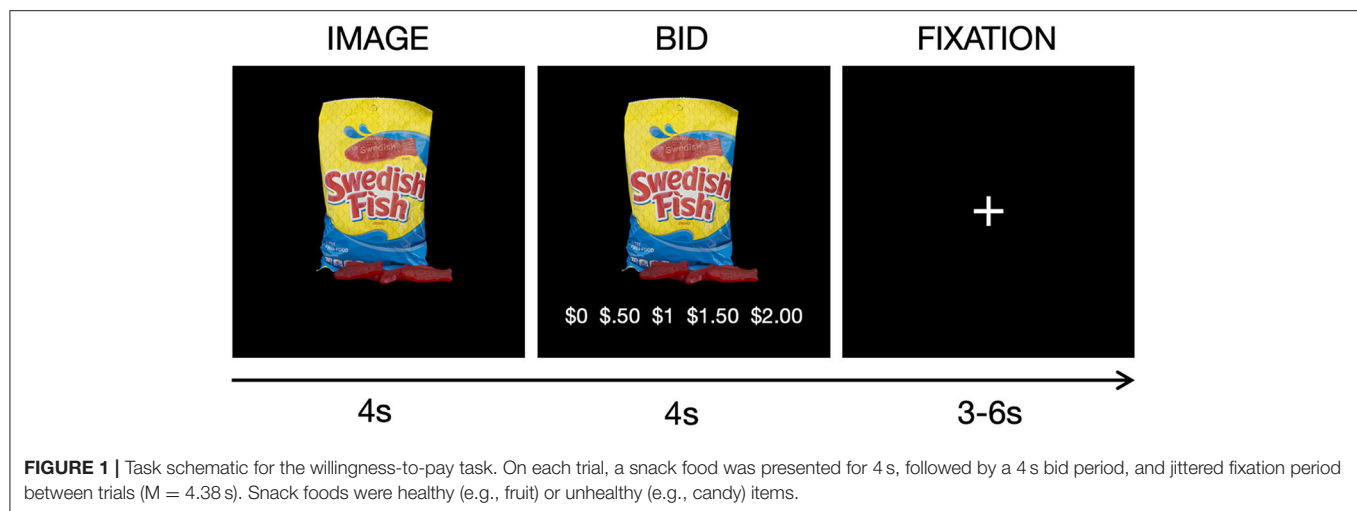 IMAGE BID FIXATION
Swedish
Swedish
Fish
Swedish
Swedish
Fish
$0 $.50 $1 $1.50 $2.00
+
4s 4s 3-6s
FIGURE 1 | Task schematic for the willingness-to-pay task. On each trial, a snack food was presented for 4 s, followed by a 4 s bid period, and jittered fixation period
between trials (M = 4.38 s). Snack foods were healthy (e.g., fruit) or unhealthy (e.g., candy) items.